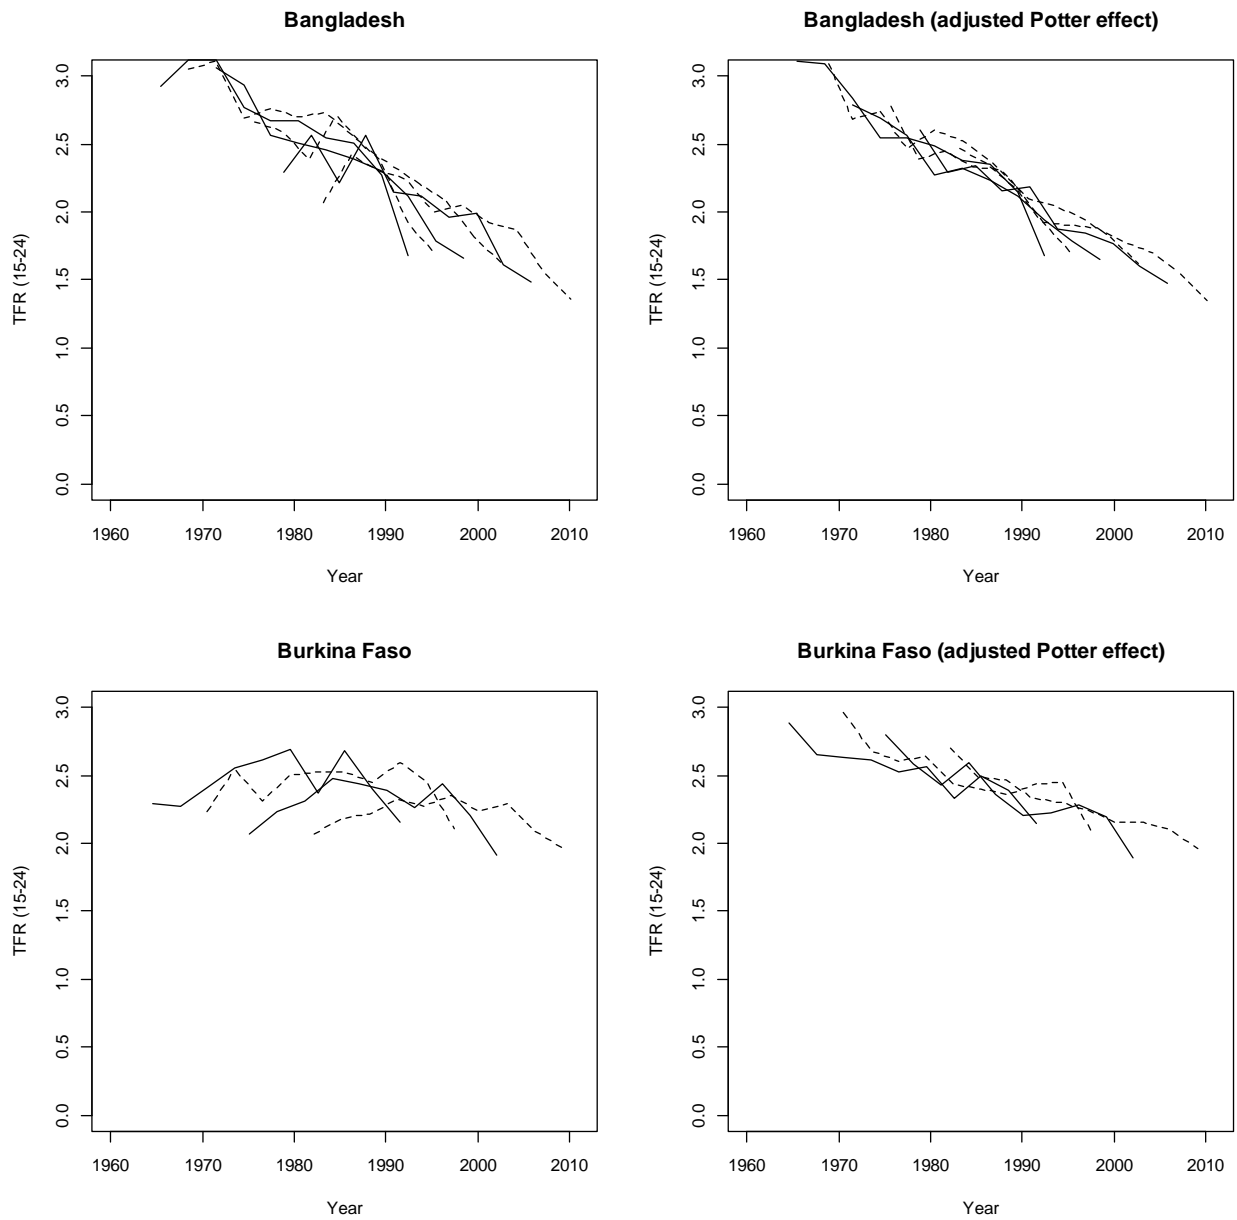 Bangladesh
TFR (15-24)
3.0
2.5
2.0
1.5
1.0
0.5
0.0
1960 1970 1980 1990 2000 2010
Year
Bangladesh (adjusted Potter effect)
TFR (15-24)
3.0
2.5
2.0
1.5
1.0
0.5
0.0
1960 1970 1980 1990 2000 2010
Year
Burkina Faso
TFR (15-24)
3.0
2.5
2.0
1.5
1.0
0.5
0.0
1960 1970 1980 1990 2000 2010
Year
Burkina Faso (adjusted Potter effect)
TFR (15-24)
3.0
2.5
2.0
1.5
1.0
0.5
0.0
1960 1970 1980 1990 2000 2010
Year